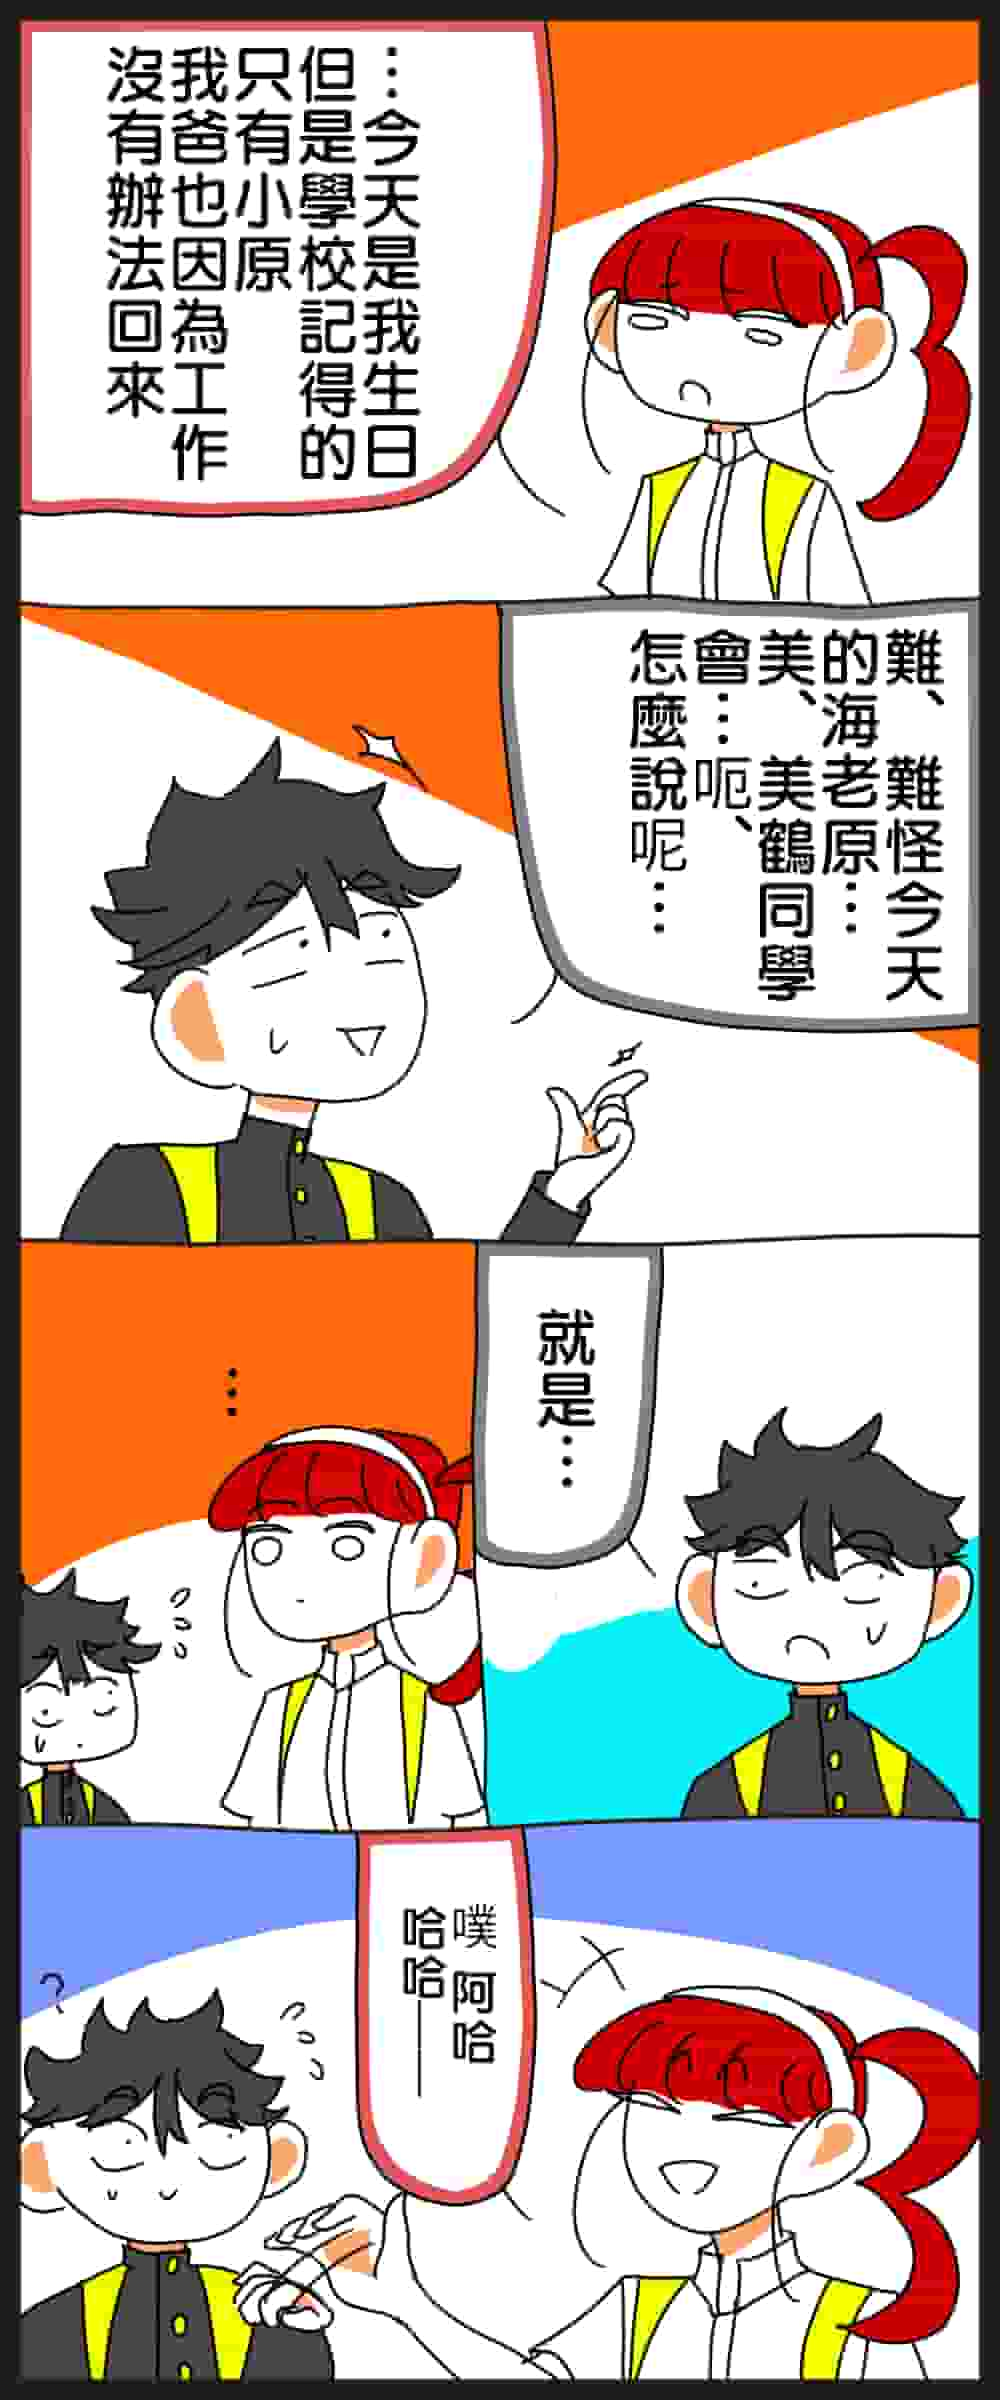 …今天是我生日
但是學校記得的
只有小原
我爸也因為工作
沒有辦法回來
難、難怪今天
的海老原…
美、美鶴同學
會…呃、
怎麼說呢…
就是…
…
噗 阿哈
哈哈——
?